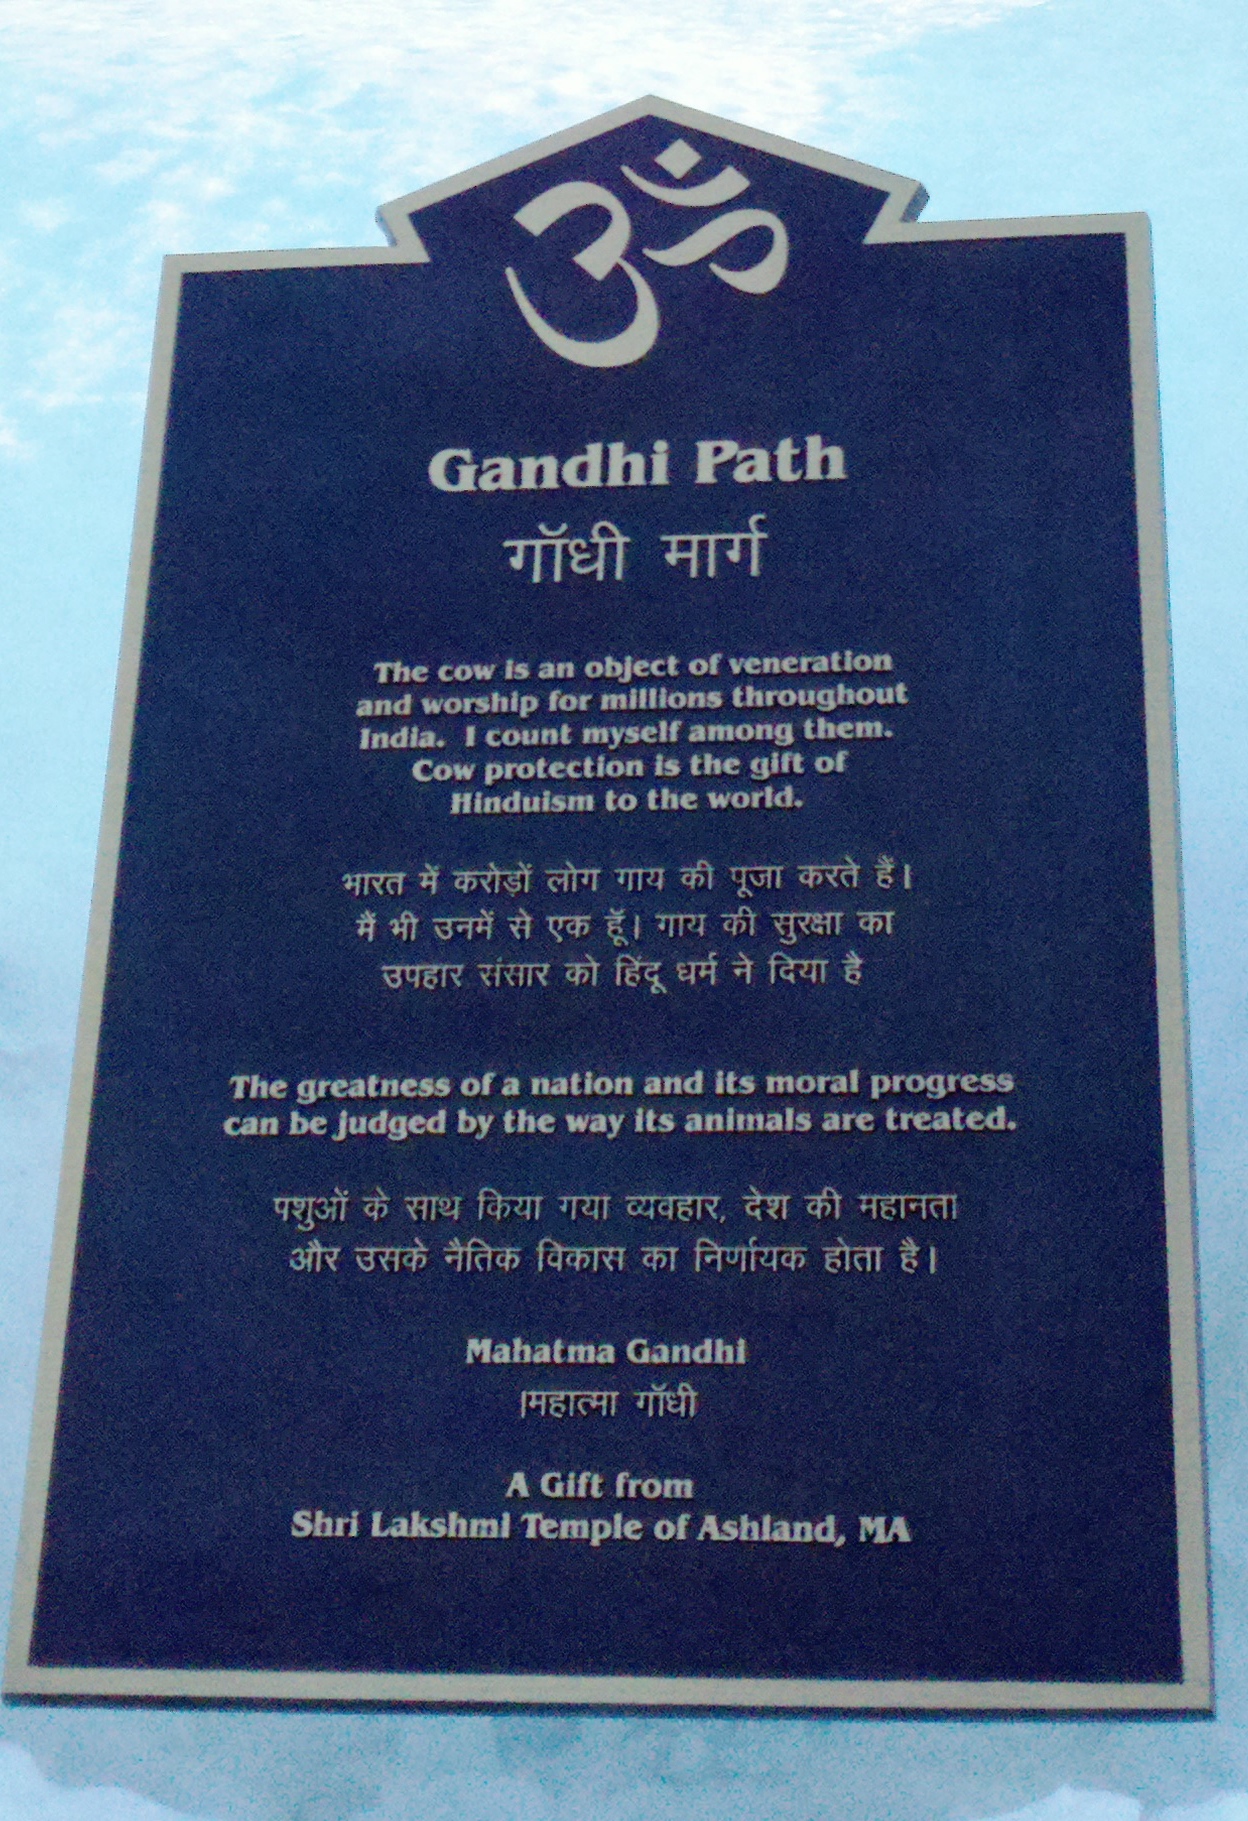 ॐ
Gandhi Path
गॉधी मार्ग
The cow is an object of veneration
and worship for millions throughout
India. I count myself among them.
Cow protection is the gift of
Hinduism to the world.
भारत में करोड़ों लोग गाय की पूजा करते हैं।
मैं भी उनमें से एक हूॅ। गाय की सुरक्षा का
उपहार संसार को हिंदू धर्म ने दिया है
The greatness of a nation and its moral progress
can be judged by the way its animals are treated.
पशुओं के साथ किया गया व्यवहार, देश की महानता
और उसके नैतिक विकास का निर्णायक होता है।
Mahatma Gandhi
।महात्मा गॉधी
A Gift from
Shri Lakshmi Temple of Ashland, MA